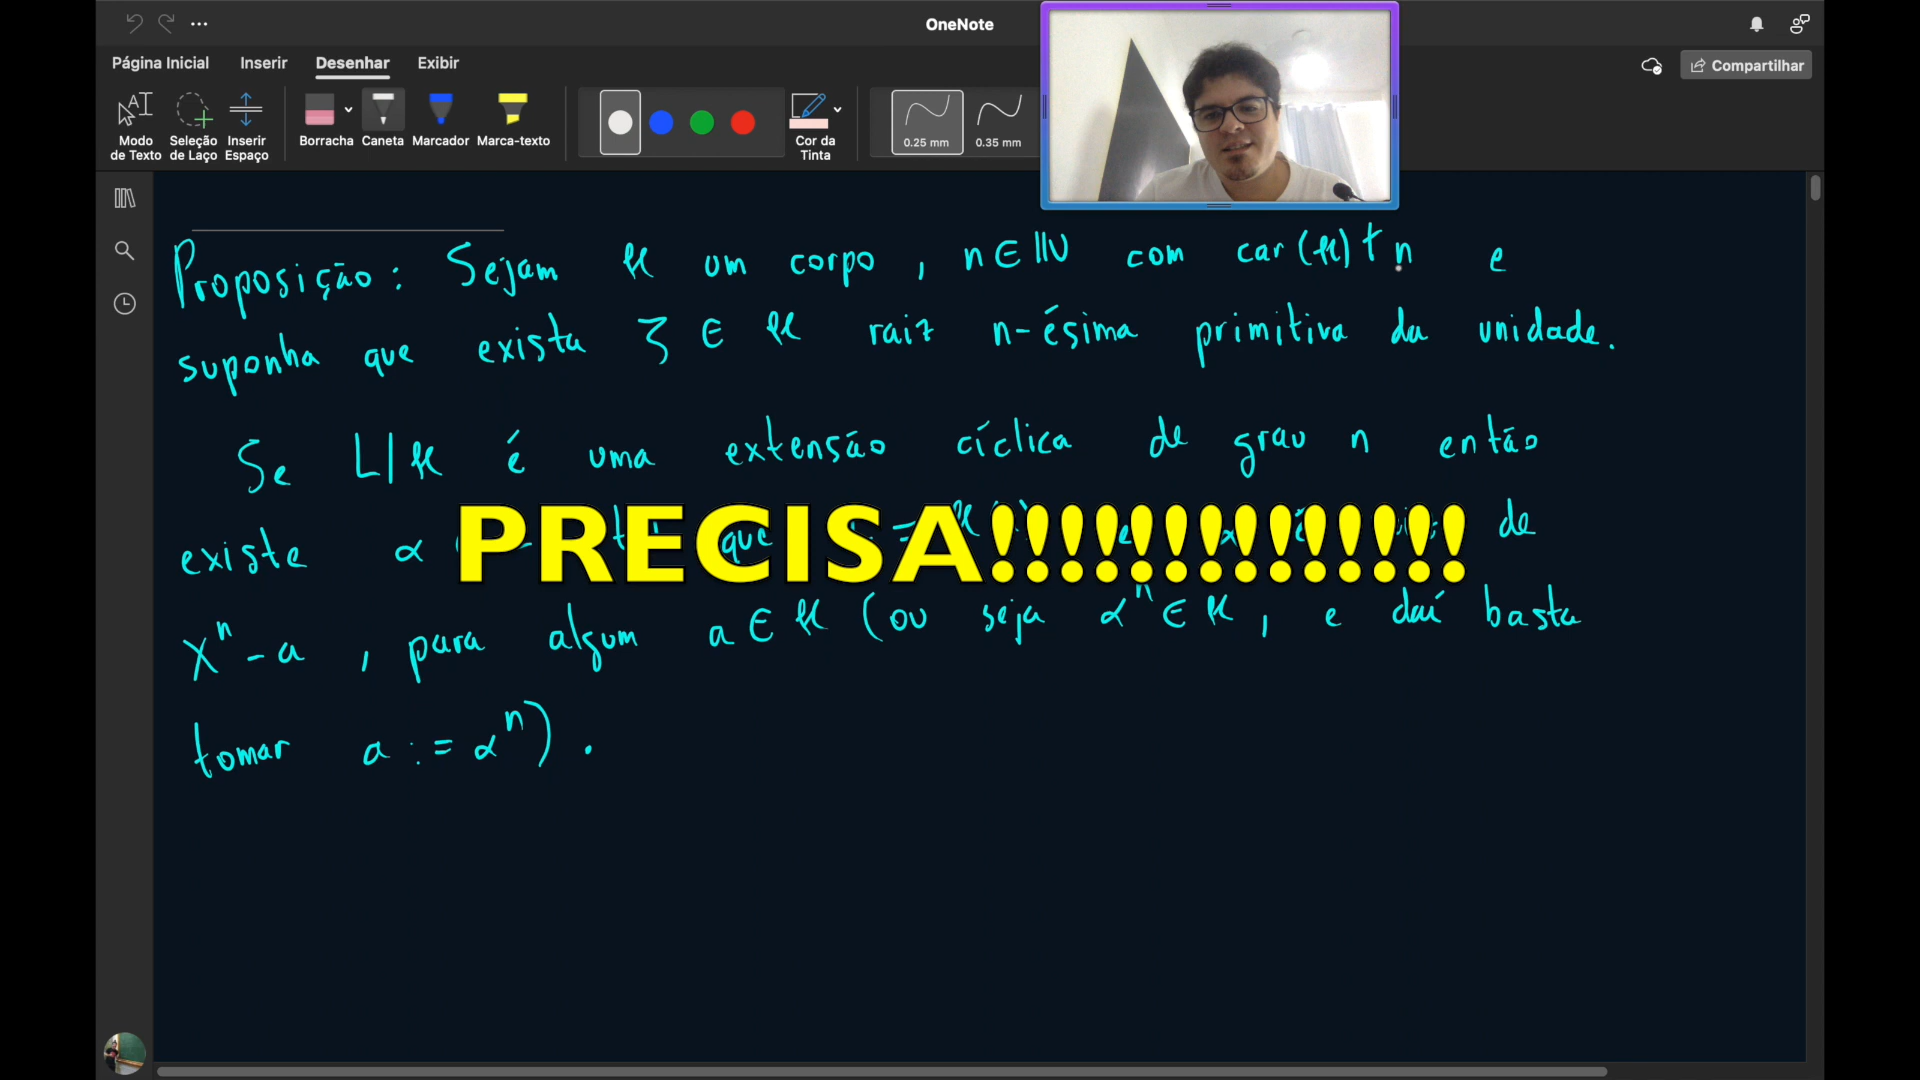 OneNote
Página Inicial Inserir Desenhar Exibir
Compartilhar
Modo de Texto Seleção de Laço Inserir Espaço Borracha Caneta Marcador Marca-texto Cor da Tinta 0.25 mm 0.35 mm
Proposição: Sejam K um corpo, n ∈ ℕ com car(K) ∤ n e
suponha que exista ζ ∈ K raiz n-ésima primitiva da unidade.
Se L|K é uma extensão cíclica de grau n então
existe α que = K e de
PRECISA!!!!!!!!!!!!!!
Xⁿ - a, para algum a ∈ K (ou seja αⁿ ∈ K, e daí basta
tomar a := αⁿ).